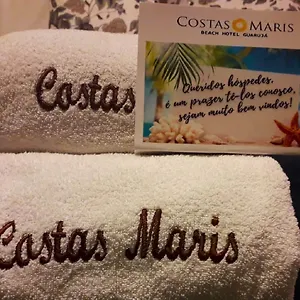 COSTAS MARIS
BEACH HOTEL GUARUJÁ
Queridos hóspedes,
é um prazer tê-los conosco,
sejam muito bem vindos!
Costas
Costas Maris